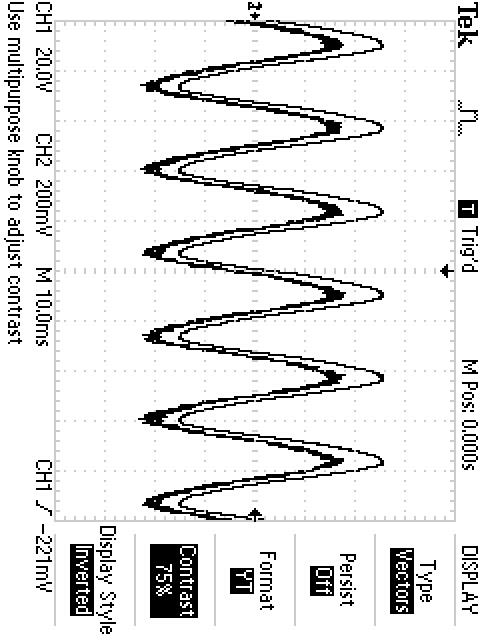 Tek
T Trig'd
M Pos: 0.000s
DISPLAY
Type
Vectors
Persist
Off
Format
YT
Contrast
75%
Display Style
Inverted
CH1 20.0V
CH2 200mV
M 10.0ms
CH1 / -221mV
Use multipurpose knob to adjust contrast